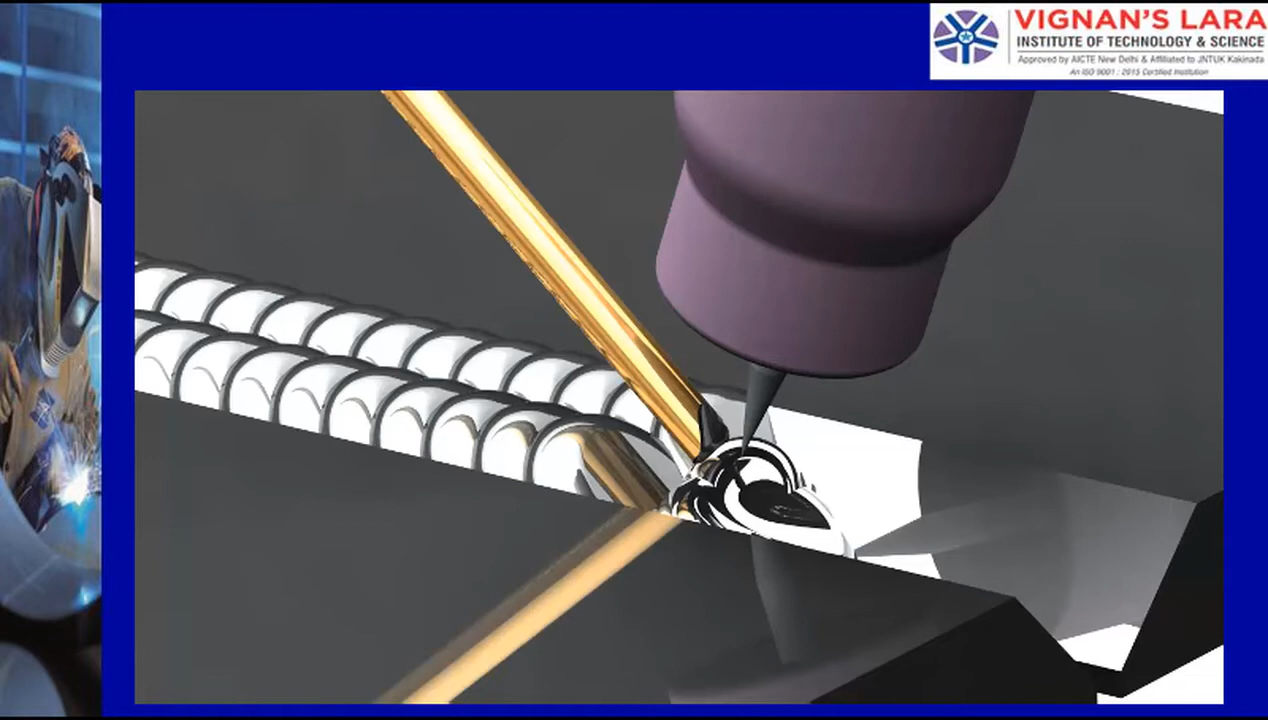 VIGNAN'S LARA
INSTITUTE OF TECHNOLOGY & SCIENCE
Approved by AICTE New Delhi & Affiliated to JNTUK Kakinada
An ISO 9001 : 2015 Certified Institution